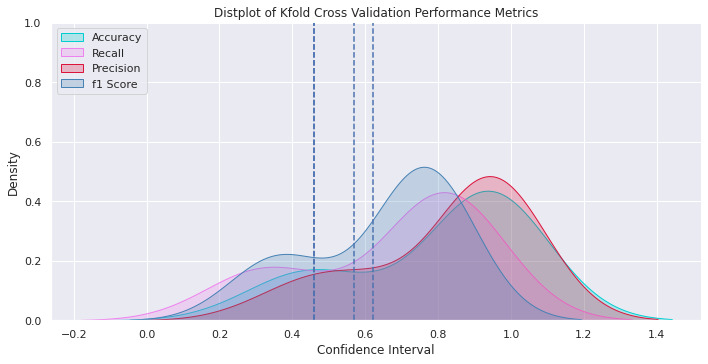 Distplot of Kfold Cross Validation Performance Metrics
Accuracy
Recall
Precision
f1 Score
Density
1.0
0.8
0.6
0.4
0.2
0.0
−0.2 0.0 0.2 0.4 0.6 0.8 1.0 1.2 1.4
Confidence Interval